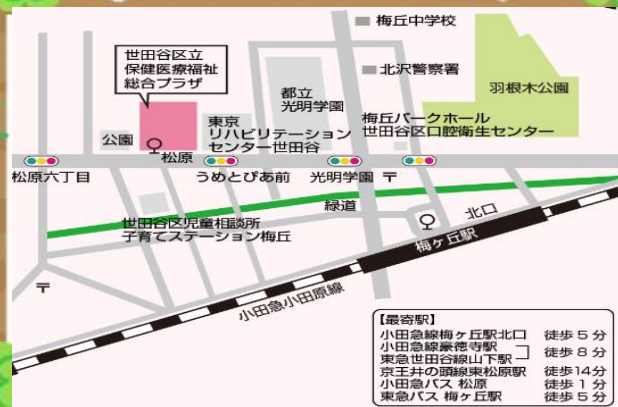 梅丘中学校
世田谷区立
保健医療福祉
総合プラザ
北沢警察署
羽根木公園
都立
光明学園
梅丘パークホール
世田谷区口腔衛生センター
東京
リハビリテーション
センター世田谷
公園
松原
松原六丁目
うめとぴあ前
光明学園
〒
緑道
北口
世田谷区児童相談所
子育てステーション梅丘
梅ヶ丘駅
〒
小田急小田原線
【最寄駅】
小田急線梅ヶ丘駅北口 徒歩5分
小田急線豪徳寺駅
東急世田谷線山下駅 徒歩8分
京王井の頭線東松原駅 徒歩14分
小田急バス 松原 徒歩1分
東急バス 梅ヶ丘駅 徒歩5分